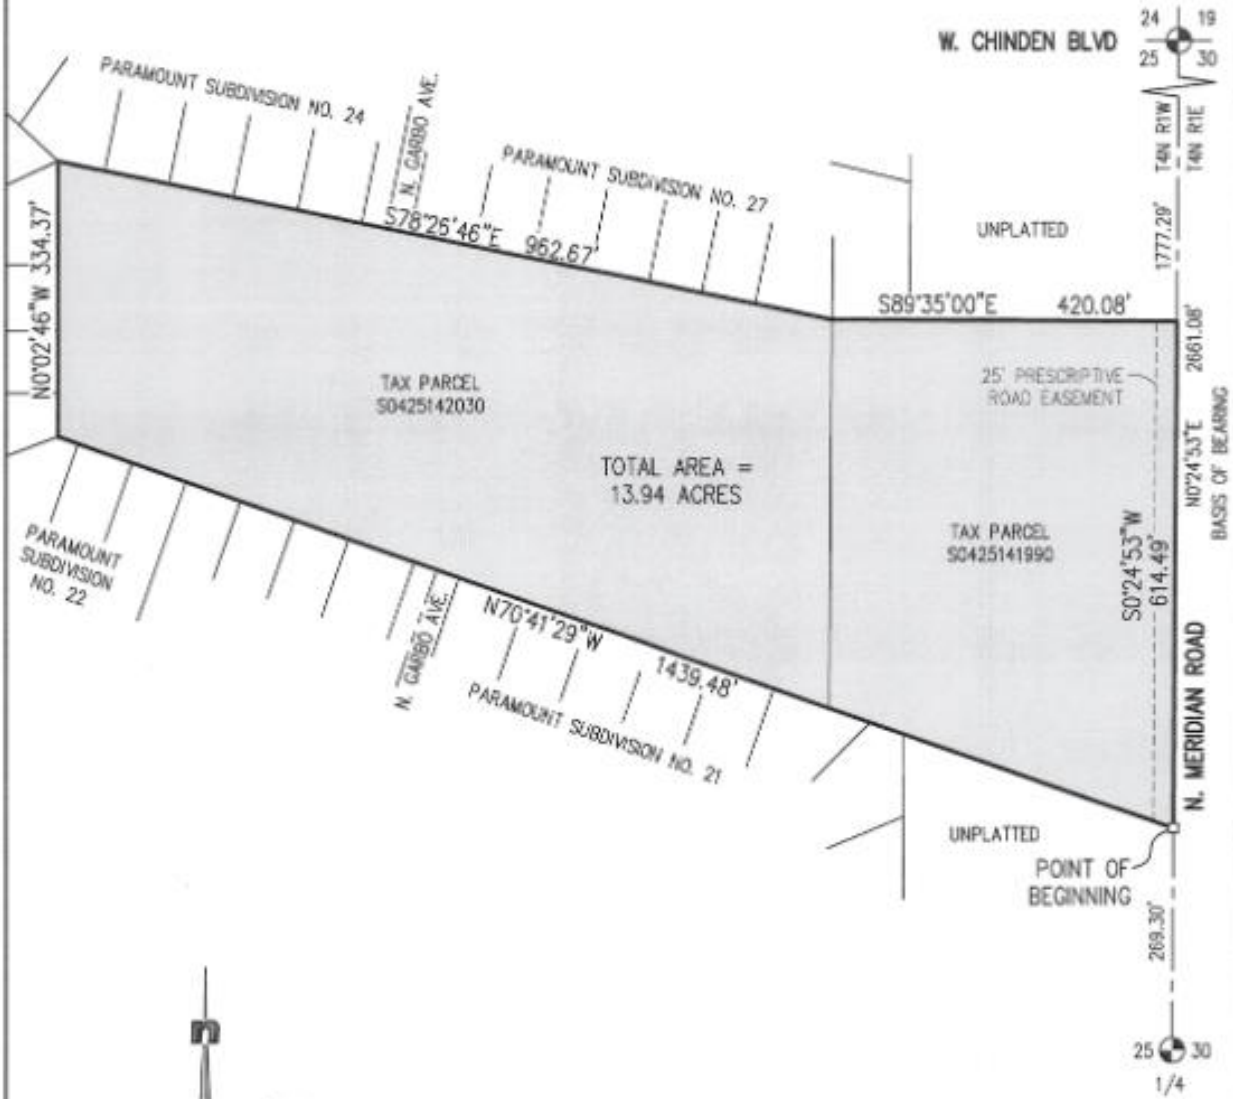 24 19
W. CHINDEN BLVD
25 30
PARAMOUNT SUBDIVISION NO. 24
N. GARBO AVE.
T4N R1W
T4N R1E
PARAMOUNT SUBDIVISION NO. 27
S78°26'46"E 962.67'
UNPLATTED
1777.29'
N0°02'46"W 334.37'
S89°35'00"E 420.08'
2661.08'
TAX PARCEL
S0425142030
25' PRESCRIPTIVE
ROAD EASEMENT
N0°24'53"E
BASIS OF BEARING
TOTAL AREA =
13.94 ACRES
TAX PARCEL
S0425141990
S0°24'53"W
614.49'
PARAMOUNT
SUBDIVISION
NO. 22
N. GARBO AVE.
N70°41'29"W
1439.48'
PARAMOUNT SUBDIVISION NO. 21
N. MERIDIAN ROAD
UNPLATTED
POINT OF
BEGINNING
269.30'
n
25 30
1/4